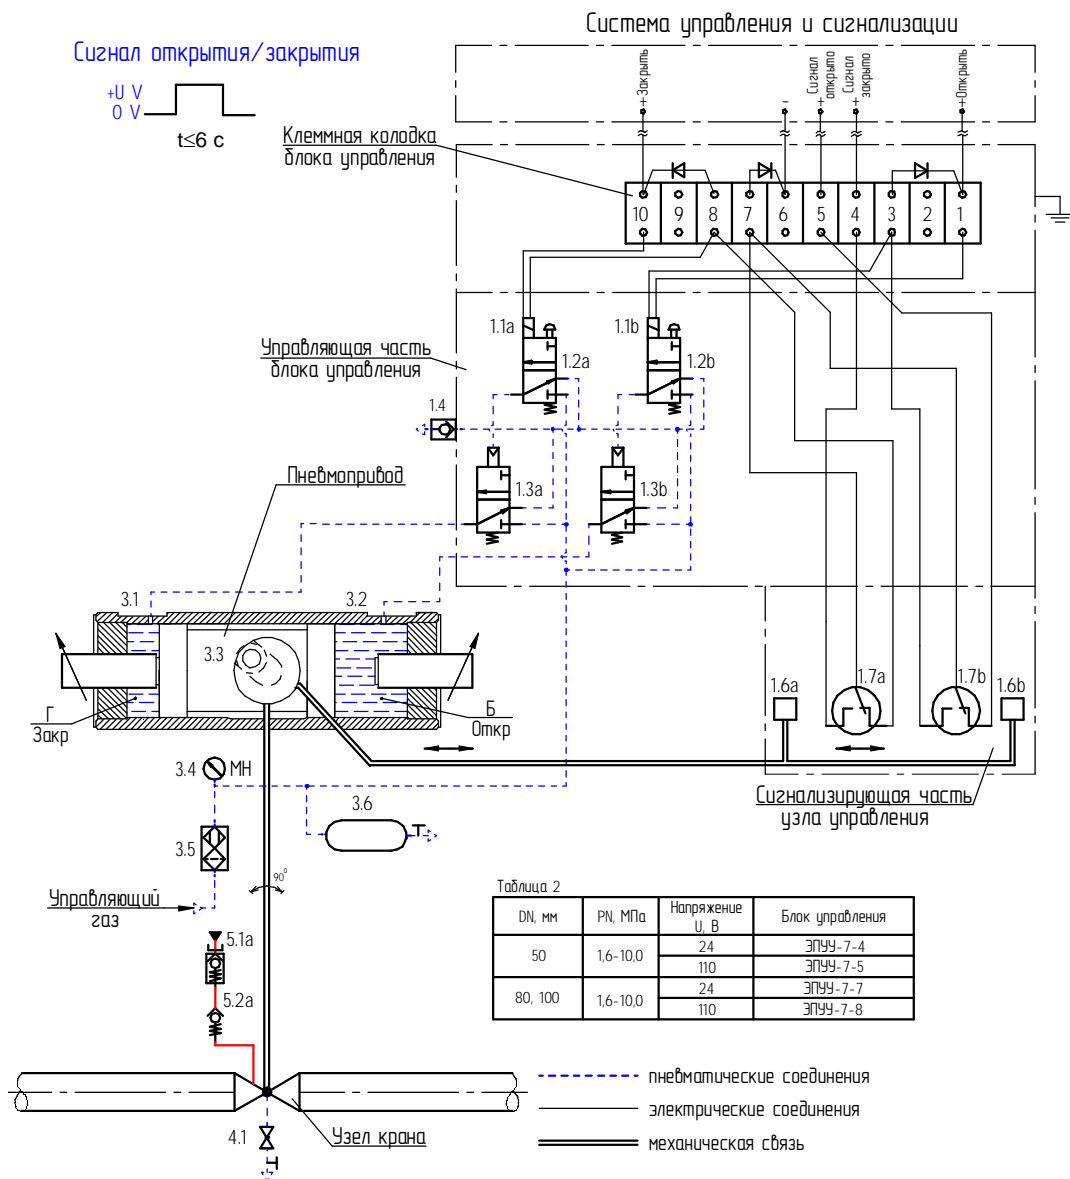 Система управления и сигнализации
Сигнал открытия/закрытия
+U V
0 V
t≤6 с
+Закрыть
-
+Сигнал открыто
+Сигнал закрыто
+Открыть
Клеммная колодка
блока управления
10 9 8 7 6 5 4 3 2 1
1.1a
1.1b
Управляющая часть
блока управления
1.2a
1.2b
1.4
Пневмопривод
1.3a
1.3b
3.1
3.2
3.3
Г
Закр
Б
Откр
1.6a
1.7a
1.7b
1.6b
3.4
МН
3.6
Сигнализирующая часть
узла управления
3.5
90°
Управляющий
газ
5.1a
5.2a
Таблица 2
DN, мм PN, МПа Напряжение U, В Блок управления
50 1,6-10,0 24 ЭПУУ-7-4
110 ЭПУУ-7-5
80, 100 1,6-10,0 24 ЭПУУ-7-7
110 ЭПУУ-7-8
пневматические соединения
электрические соединения
механическая связь
4.1
Узел крана